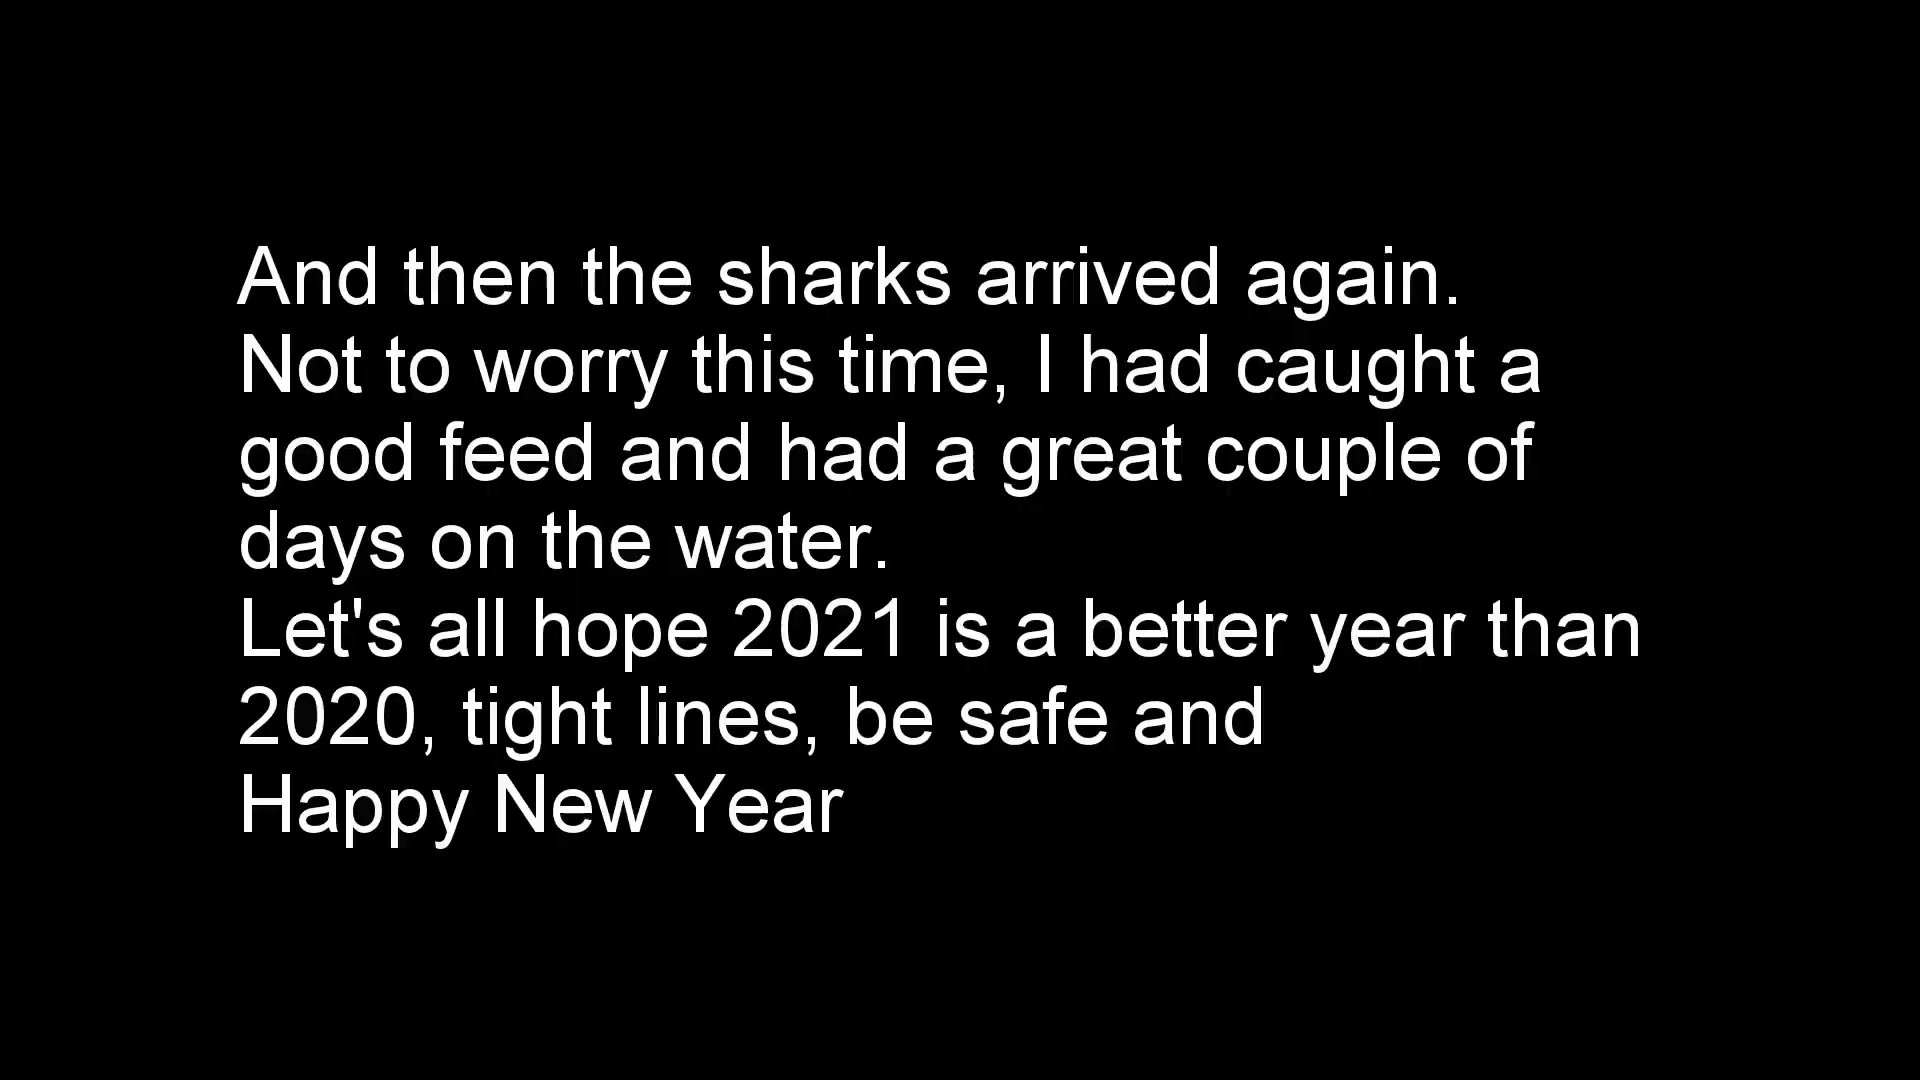 And then the sharks arrived again.
Not to worry this time, I had caught a
good feed and had a great couple of
days on the water.
Let's all hope 2021 is a better year than
2020, tight lines, be safe and
Happy New Year